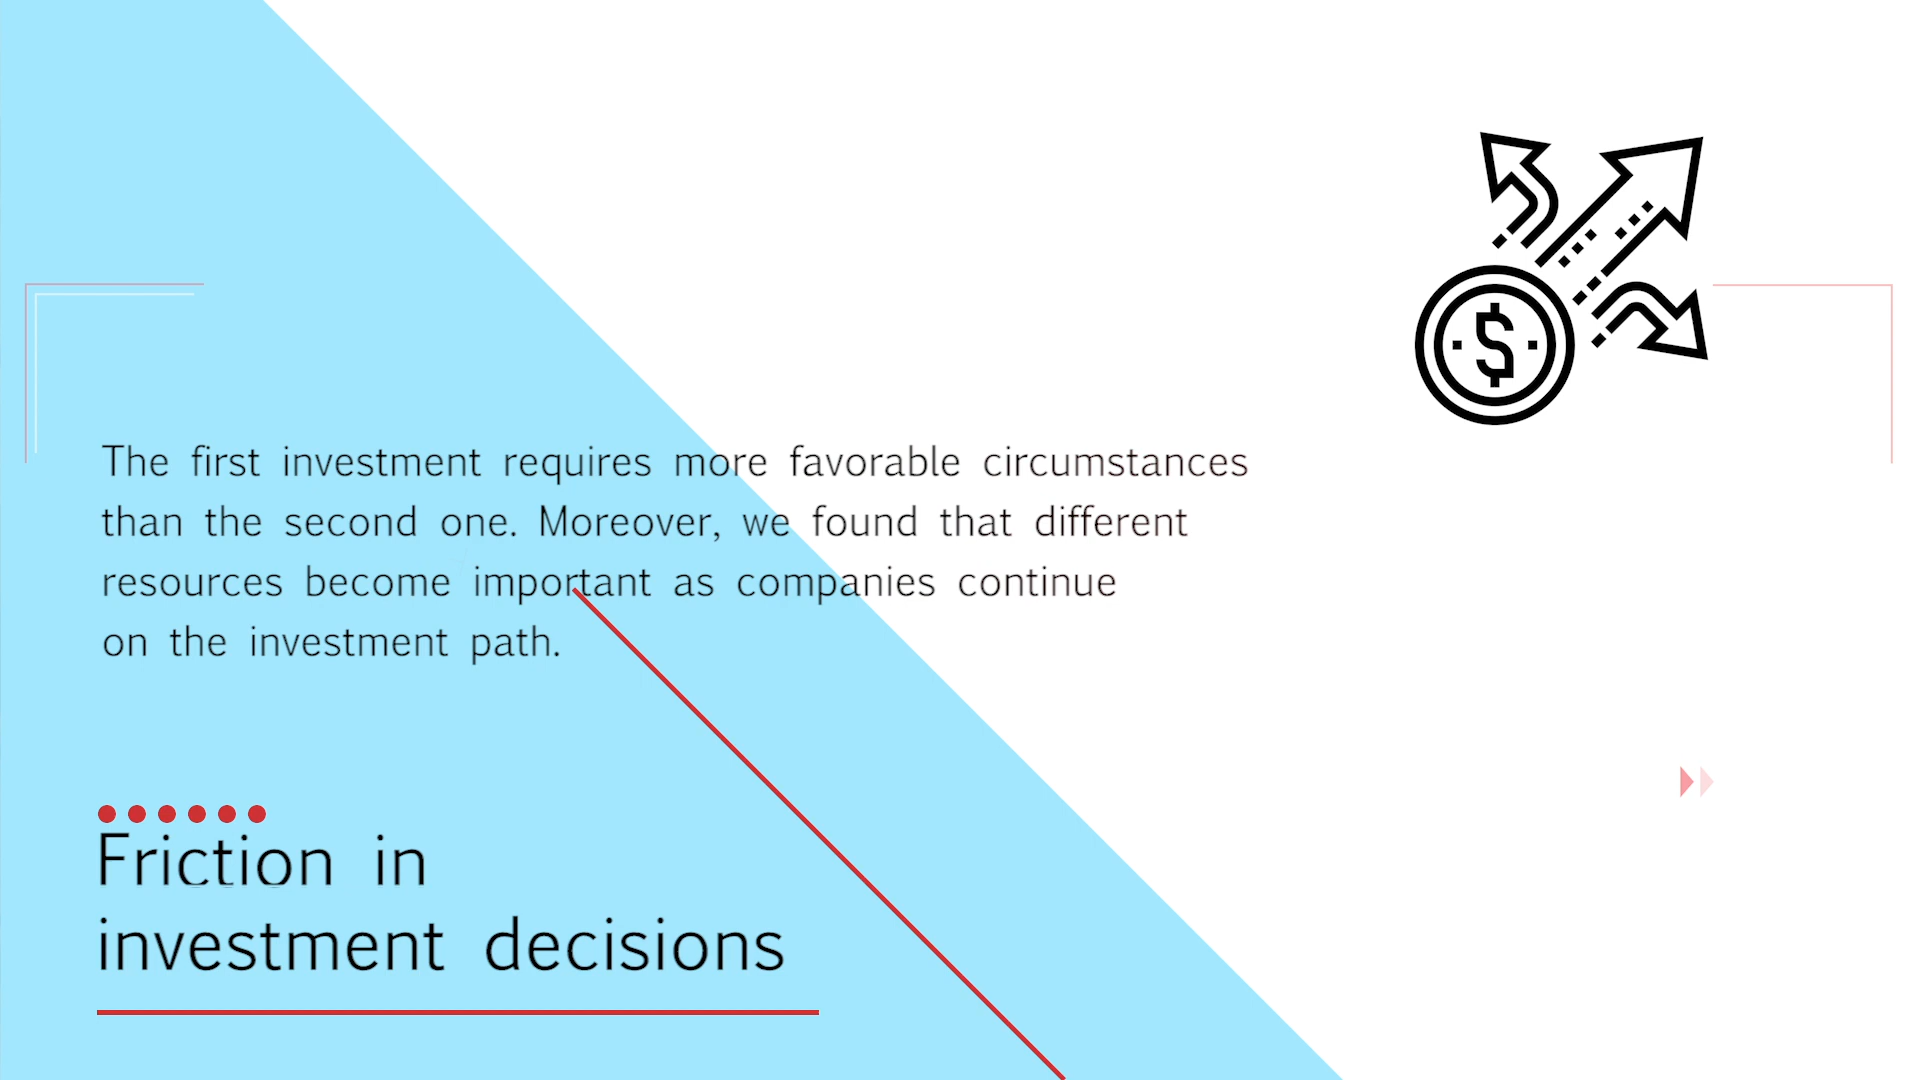 The first investment requires more favorable circumstances
than the second one. Moreover, we found that different
resources become important as companies continue
on the investment path.
Friction in
investment decisions
$